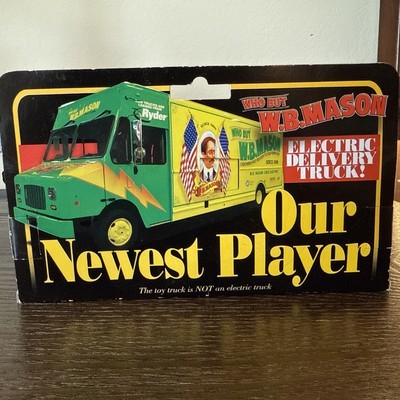 WHO BUT
W.B.MASON
ELECTRIC
DELIVERY
TRUCK!
W.B.MASON
Ryder
WHO BUT
W.B.MASON
Our
Newest Player
The toy truck is NOT an electric truck